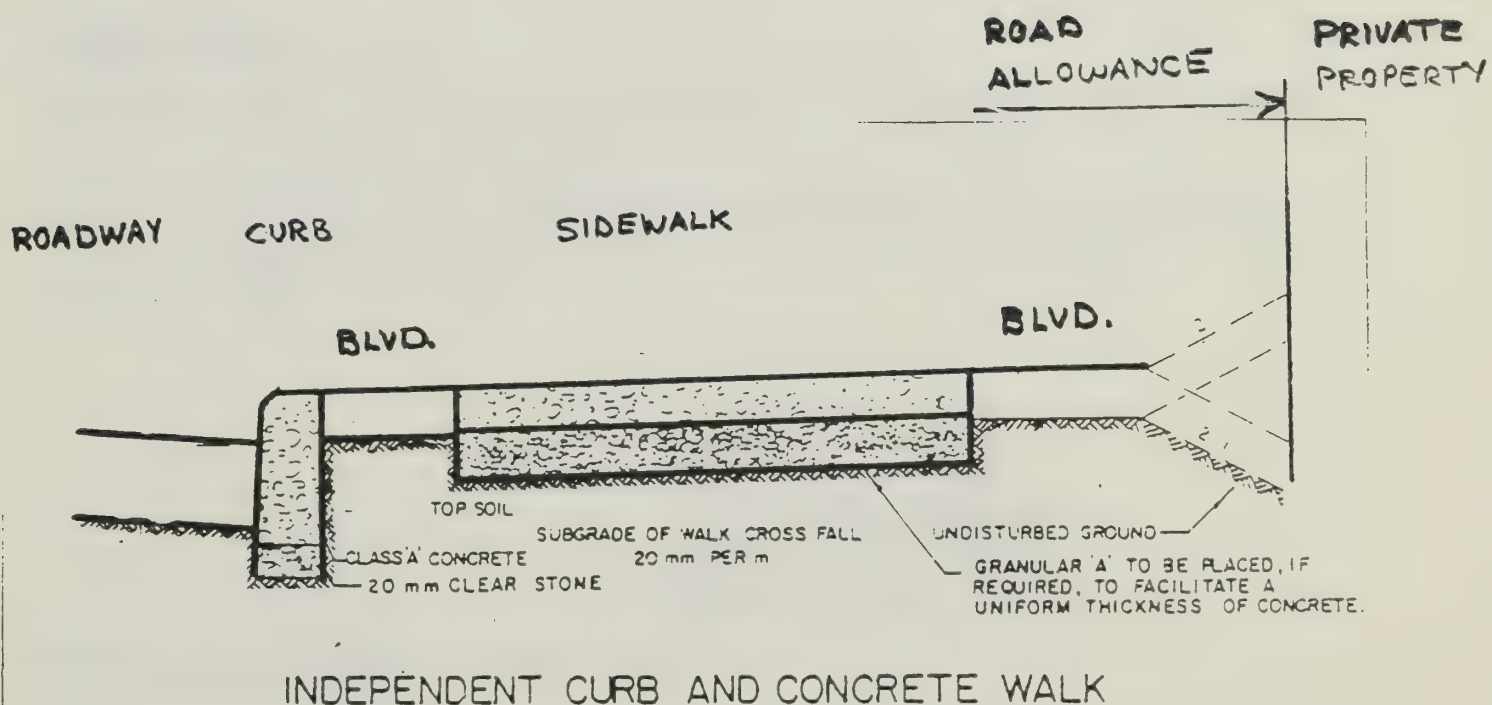 ROAD
ALLOWANCE
PRIVATE
PROPERTY
ROADWAY
CURB
SIDEWALK
BLVD.
BLVD.
TOP SOIL
SUBGRADE OF WALK CROSS FALL
20 mm PER m
UNDISTURBED GROUND
CLASS 'A' CONCRETE
20 mm CLEAR STONE
GRANULAR 'A' TO BE PLACED, IF
REQUIRED, TO FACILITATE A
UNIFORM THICKNESS OF CONCRETE.
INDEPENDENT CURB AND CONCRETE WALK